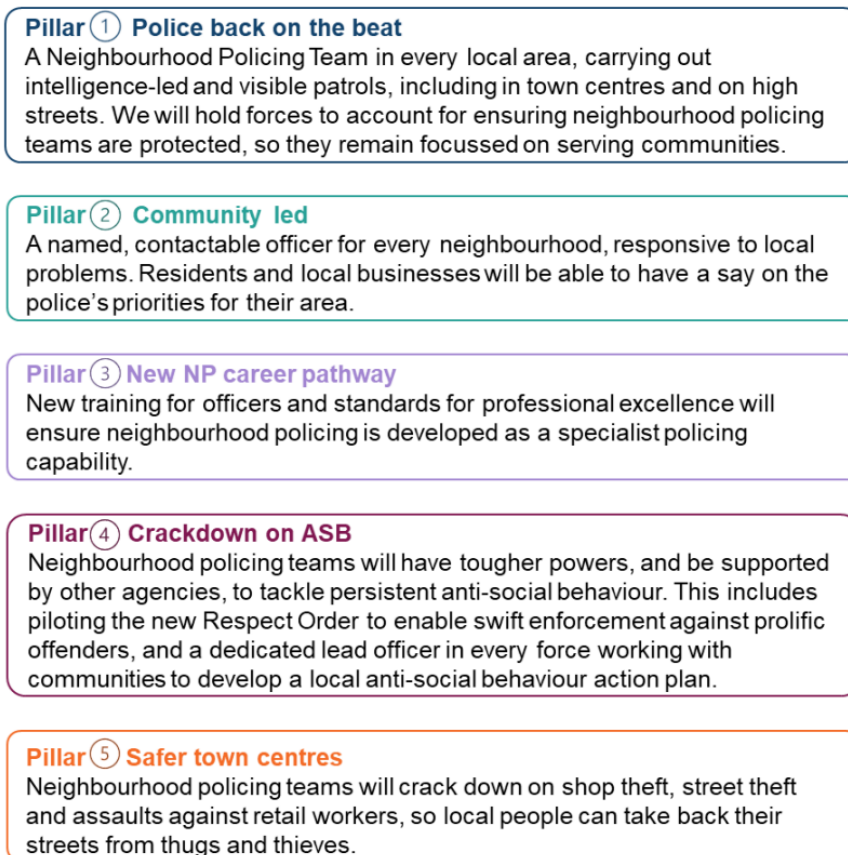 Pillar 1 Police back on the beat
A Neighbourhood Policing Team in every local area, carrying out
intelligence-led and visible patrols, including in town centres and on high
streets. We will hold forces to account for ensuring neighbourhood policing
teams are protected, so they remain focussed on serving communities.
Pillar 2 Community led
A named, contactable officer for every neighbourhood, responsive to local
problems. Residents and local businesses will be able to have a say on the
police's priorities for their area.
Pillar 3 New NP career pathway
New training for officers and standards for professional excellence will
ensure neighbourhood policing is developed as a specialist policing
capability.
Pillar 4 Crackdown on ASB
Neighbourhood policing teams will have tougher powers, and be supported
by other agencies, to tackle persistent anti-social behaviour. This includes
piloting the new Respect Order to enable swift enforcement against prolific
offenders, and a dedicated lead officer in every force working with
communities to develop a local anti-social behaviour action plan.
Pillar 5 Safer town centres
Neighbourhood policing teams will crack down on shop theft, street theft
and assaults against retail workers, so local people can take back their
streets from thugs and thieves.